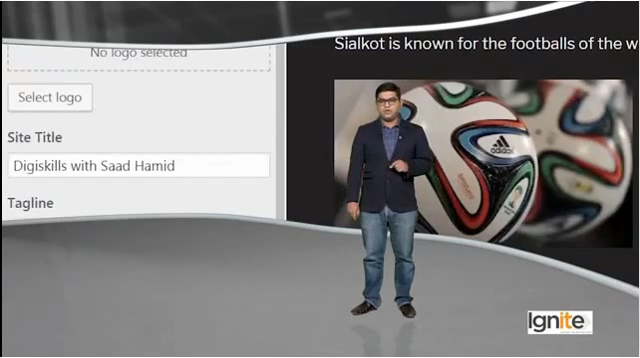 No logo selected
Select logo
Site Title
Digiskills with Saad Hamid
Tagline
Sialkot is known for the footballs of the w
adidas
Ignite